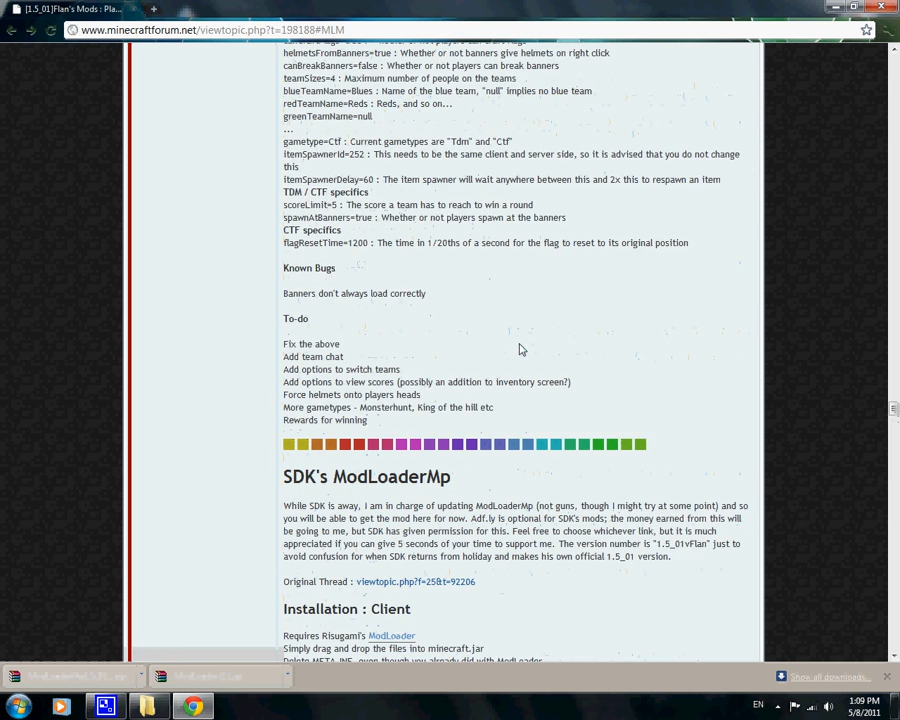 [1.5_01]Flan's Mods : Pla...
www.minecraftforum.net/viewtopic.php?t=198188#MLM
helmetsFromBanners=true : Whether or not banners give helmets on right click
canBreakBanners=false : Whether or not players can break banners
teamSizes=4 : Maximum number of people on the teams
blueTeamName=Blues : Name of the blue team, "null" implies no blue team
redTeamName=Reds : Reds, and so on...
greenTeamName=null
...
gametype=Ctf : Current gametypes are "Tdm" and "Ctf"
itemSpawnerId=252 : This needs to be the same client and server side, so it is advised that you do not change
this
itemSpawnerDelay=60 : The item spawner will wait anywhere between this and 2x this to respawn an item
TDM / CTF specifics
scoreLimit=5 : The score a team has to reach to win a round
spawnAtBanners=true : Whether or not players spawn at the banners
CTF specifics
flagResetTime=1200 : The time in 1/20ths of a second for the flag to reset to its original position
Known Bugs
Banners don't always load correctly
To-do
Fix the above
Add team chat
Add options to switch teams
Add options to view scores (possibly an addition to inventory screen?)
Force helmets onto players heads
More gametypes - Monsterhunt, King of the hill etc
Rewards for winning
SDK's ModLoaderMp
While SDK is away, I am in charge of updating ModLoaderMp (not guns, though I might try at some point) and so
you will be able to get the mod here for now. Adf.ly is optional for SDK's mods; the money earned from this will
be going to me, but SDK has given permission for this. Feel free to choose whichever link, but it is much
appreciated if you can give 5 seconds of your time to support me. The version number is "1.5_01vFlan" just to
avoid confusion for when SDK returns from holiday and makes his own official 1.5_01 version.
Original Thread : viewtopic.php?f=25&t=92206
Installation : Client
Requires Risugami's ModLoader
Simply drag and drop the files into minecraft.jar
Delete META-INF, even though you already did with ModLoader
Show all downloads...
EN
1:09 PM
5/8/2011